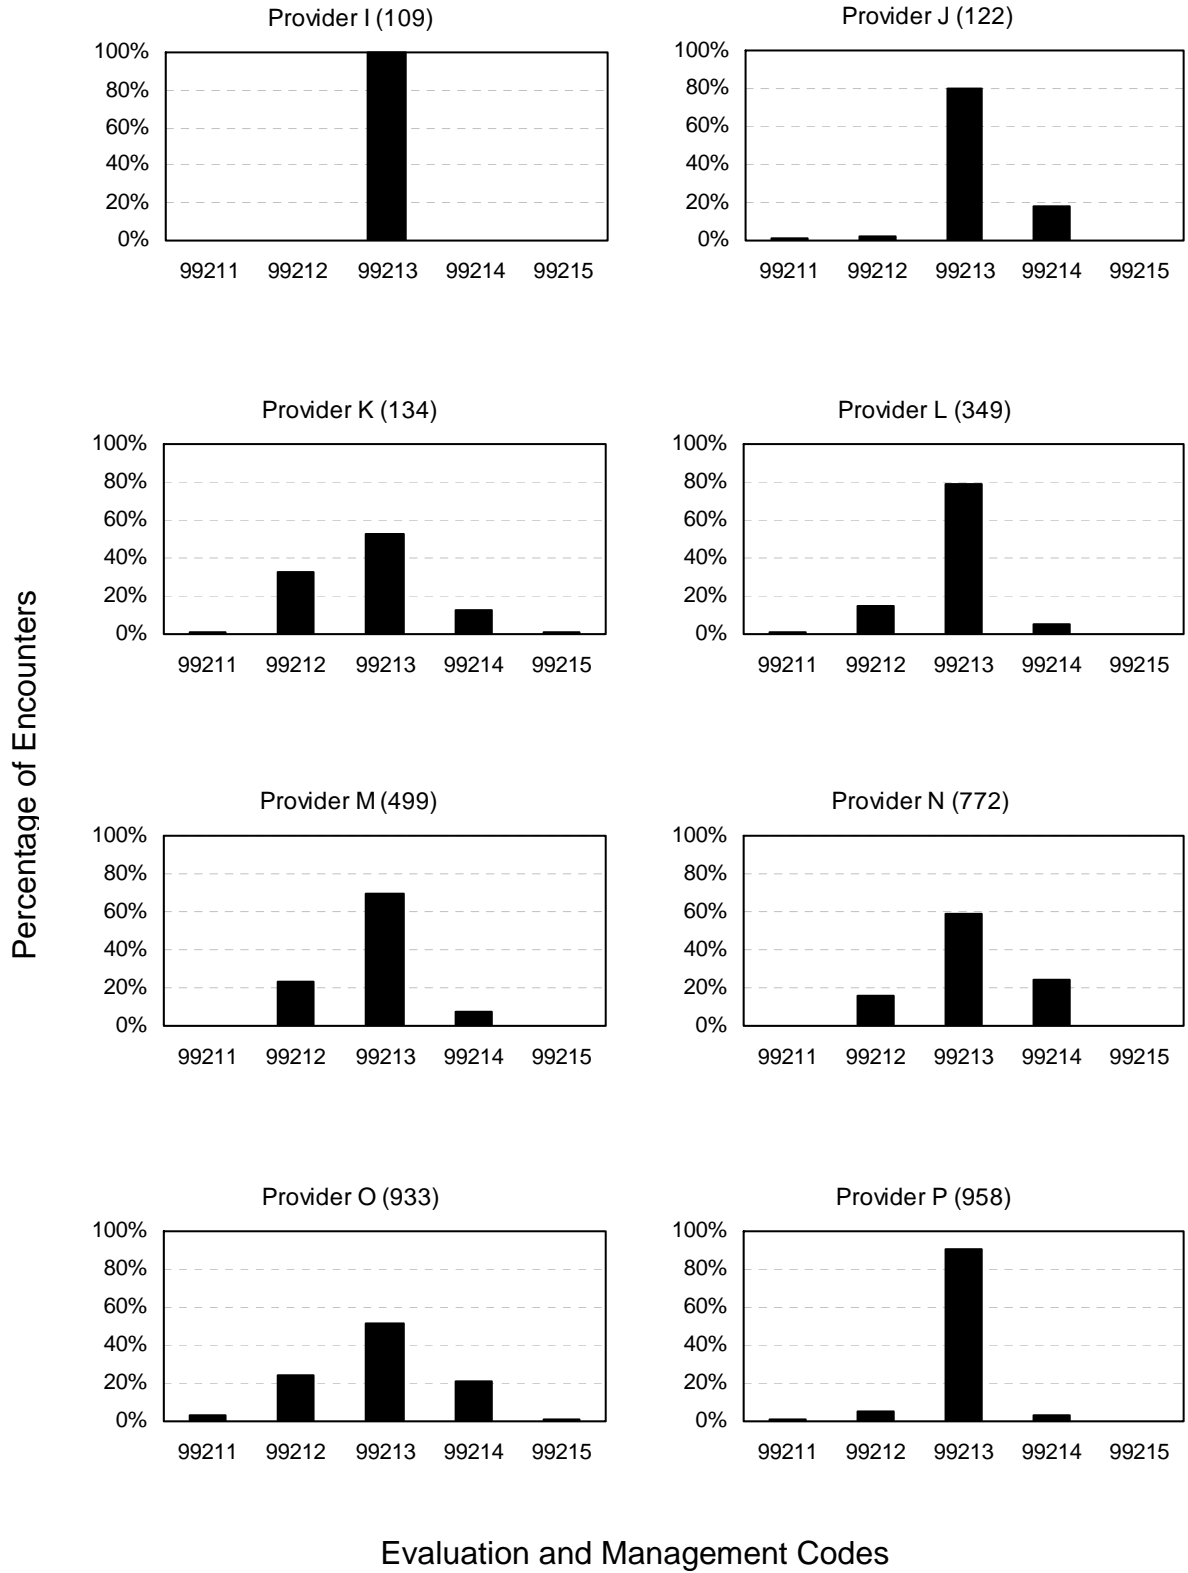 Provider I (109)
100%
80%
60%
40%
20%
0%
99211 99212 99213 99214 99215
Provider J (122)
100%
80%
60%
40%
20%
0%
99211 99212 99213 99214 99215
Provider K (134)
100%
80%
60%
40%
20%
0%
99211 99212 99213 99214 99215
Provider L (349)
100%
80%
60%
40%
20%
0%
99211 99212 99213 99214 99215
Provider M (499)
100%
80%
60%
40%
20%
0%
99211 99212 99213 99214 99215
Provider N (772)
100%
80%
60%
40%
20%
0%
99211 99212 99213 99214 99215
Provider O (933)
100%
80%
60%
40%
20%
0%
99211 99212 99213 99214 99215
Provider P (958)
100%
80%
60%
40%
20%
0%
99211 99212 99213 99214 99215
Percentage of Encounters
Evaluation and Management Codes